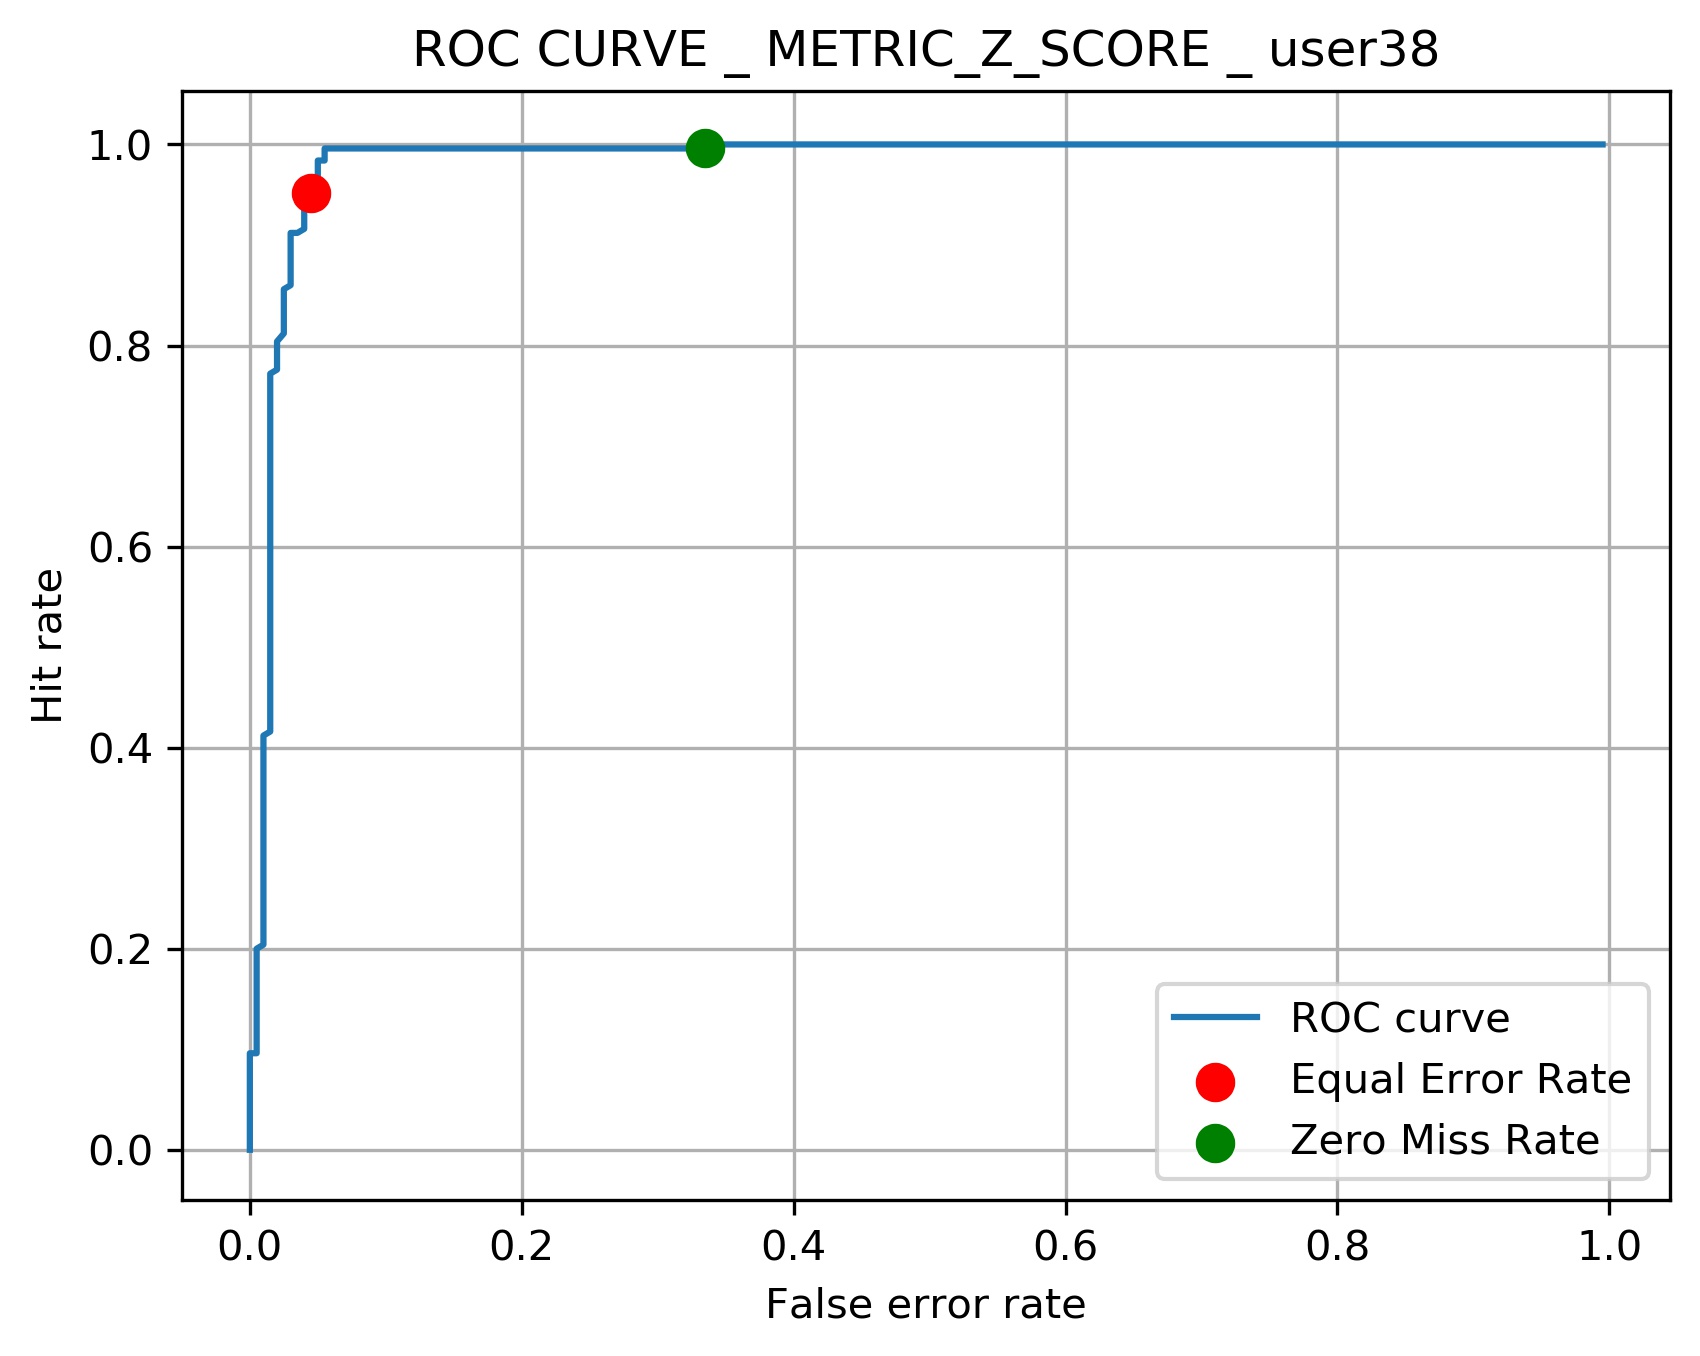 ROC CURVE _ METRIC_Z_SCORE _ user38
1.0
0.8
0.6
0.4
0.2
0.0
Hit rate
ROC curve
Equal Error Rate
Zero Miss Rate
0.0 0.2 0.4 0.6 0.8 1.0
False error rate